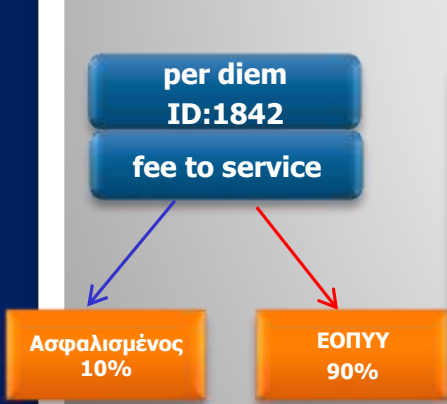 per diem
ID:1842
fee to service
Ασφαλισμένος
10%
ΕΟΠΥΥ
90%